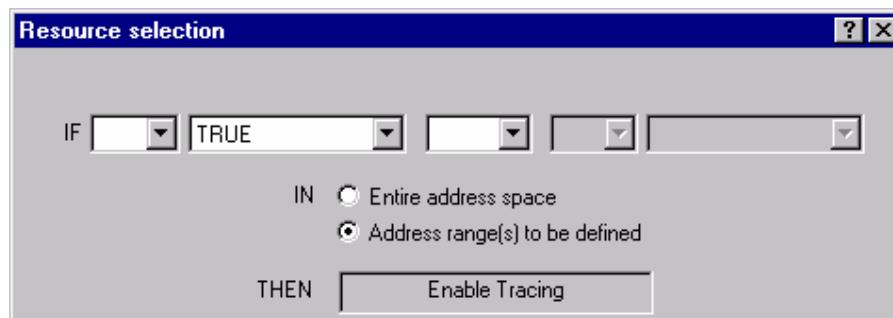 Resource selection
IF TRUE
IN Entire address space
Address range(s) to be defined
THEN Enable Tracing